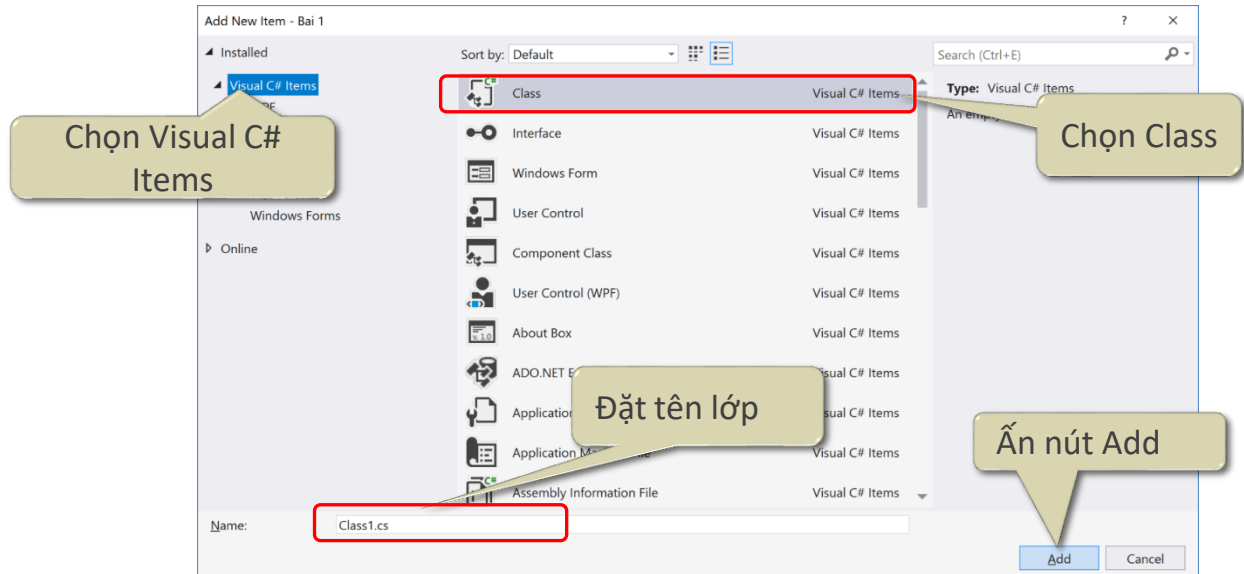 Add New Item - Bai 1
Installed
Sort by: Default
Search (Ctrl+E)
Visual C# Items
Class Visual C# Items
Type: Visual C# Items
Chọn Visual C#
Items
Chọn Class
Interface Visual C# Items
Windows Form Visual C# Items
User Control Visual C# Items
Windows Forms
Online
Component Class Visual C# Items
User Control (WPF) Visual C# Items
About Box Visual C# Items
ADO.NET Visual C# Items
Đặt tên lớp
Application
Ấn nút Add
Application Visual C# Items
Assembly Information File Visual C# Items
Name: Class1.cs
Add Cancel